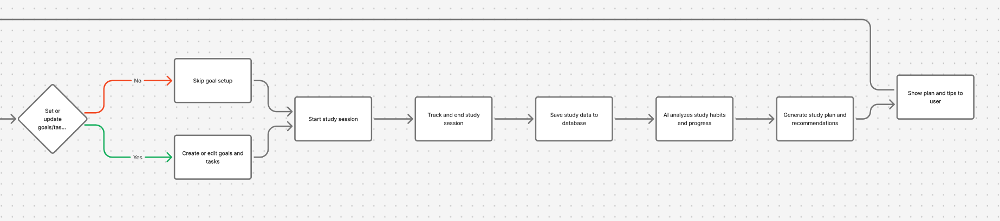 Set or
update
goals/tas...
No
Skip goal setup
Yes
Create or edit goals and
tasks
Start study session
Track and end study
session
Save study data to
database
AI analyzes study habits
and progress
Generate study plan and
recommendations
Show plan and tips to
user